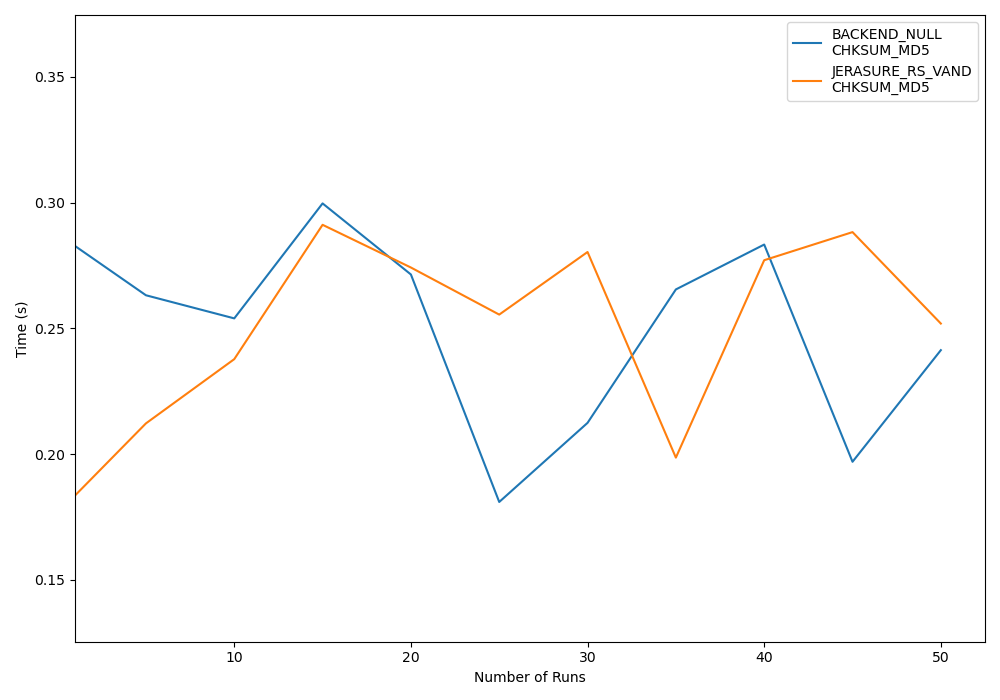 BACKEND_NULL
CHKSUM_MD5
JERASURE_RS_VAND
CHKSUM_MD5
0.35
0.30
0.25
0.20
0.15
Time (s)
10 20 30 40 50
Number of Runs